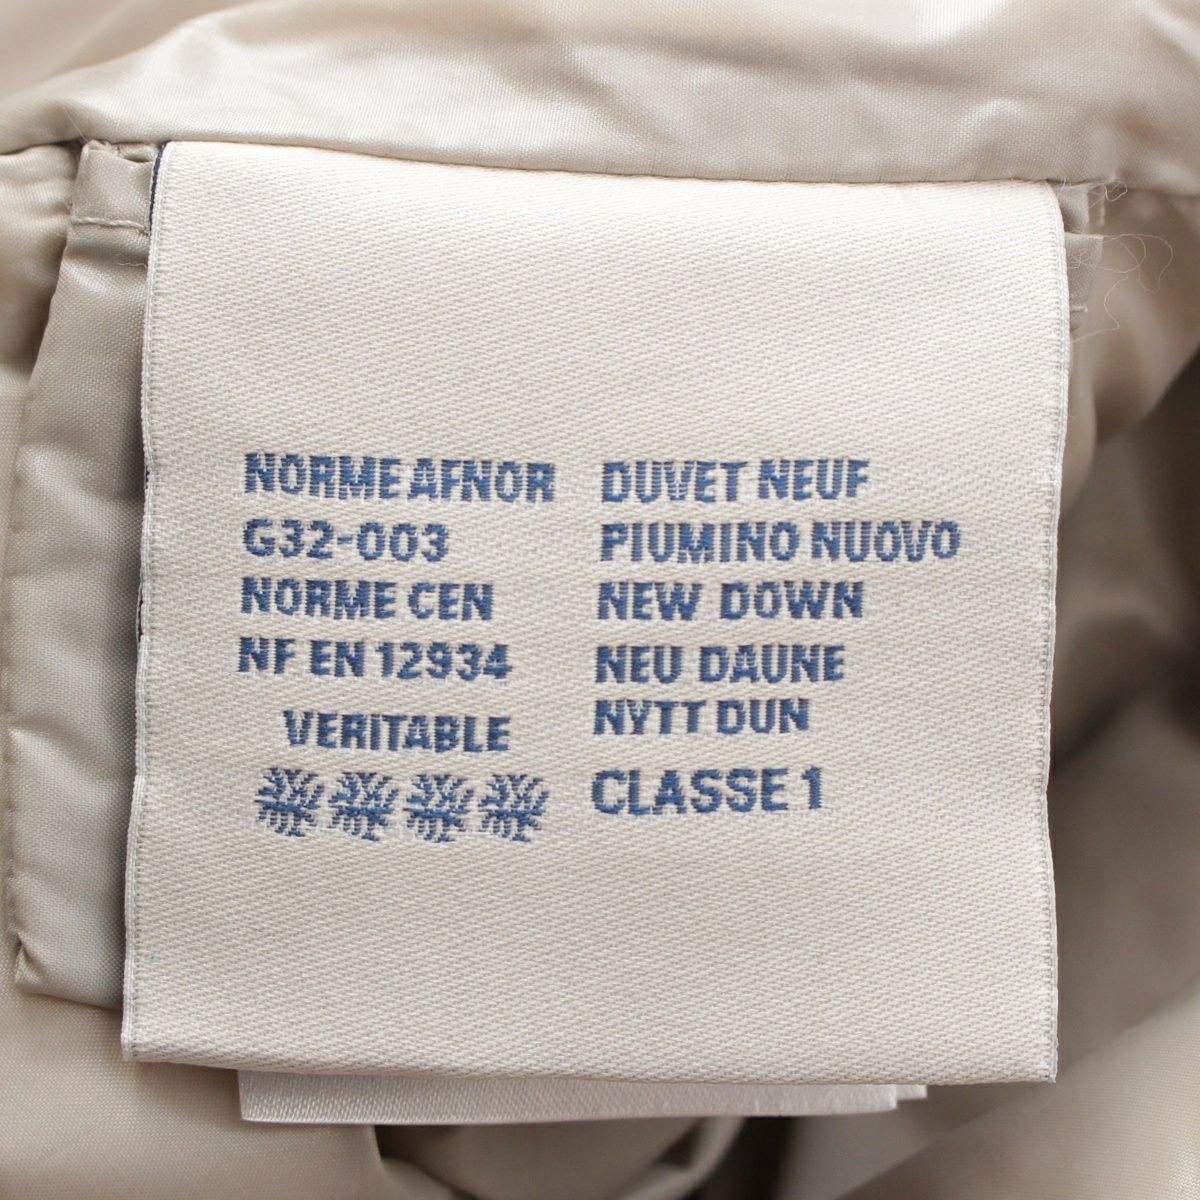 NORME AFNOR
G32-003
NORME CEN
NF EN 12934
VERITABLE
DUVET NEUF
PIUMINO NUOVO
NEW DOWN
NEU DAUNE
NYTT DUN
CLASSE 1